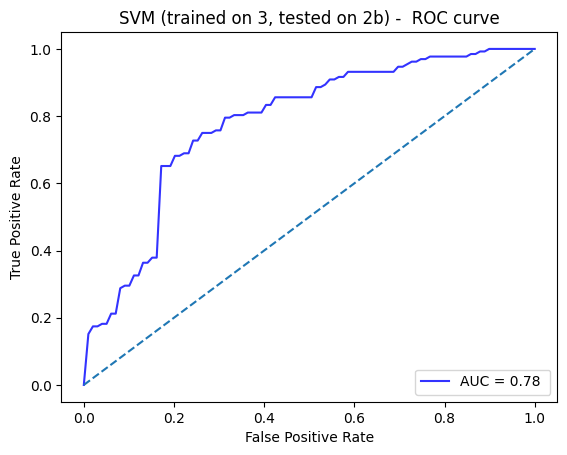 SVM (trained on 3, tested on 2b) -  ROC curve
True Positive Rate
1.0
0.8
0.6
0.4
0.2
0.0
AUC = 0.78
0.0 0.2 0.4 0.6 0.8 1.0
False Positive Rate